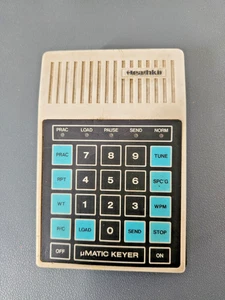 Heathkit
PRAC LOAD PAUSE SEND NORM
PRAC 7 8 9 TUNE
RPT 4 5 6 SPC'G
WT 1 2 3 WPM
LOAD 0 SEND STOP
OFF µMATIC KEYER ON